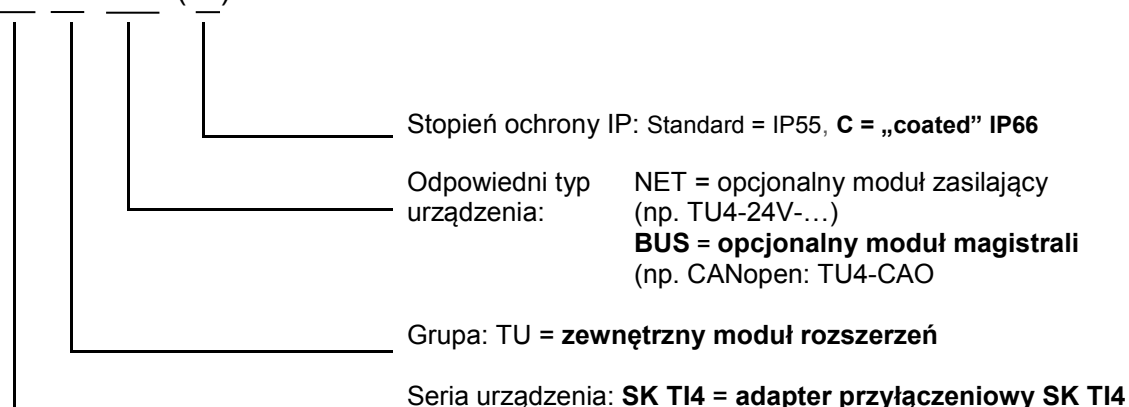 Stopień ochrony IP: Standard = IP55, C = „coated” IP66
Odpowiedni typ urządzenia:
NET = opcjonalny moduł zasilający
(np. TU4-24V-…)
BUS = opcjonalny moduł magistrali
(np. CANopen: TU4-CAO
Grupa: TU = zewnętrzny moduł rozszerzeń
Seria urządzenia: SK TI4 = adapter przyłączeniowy SK TI4